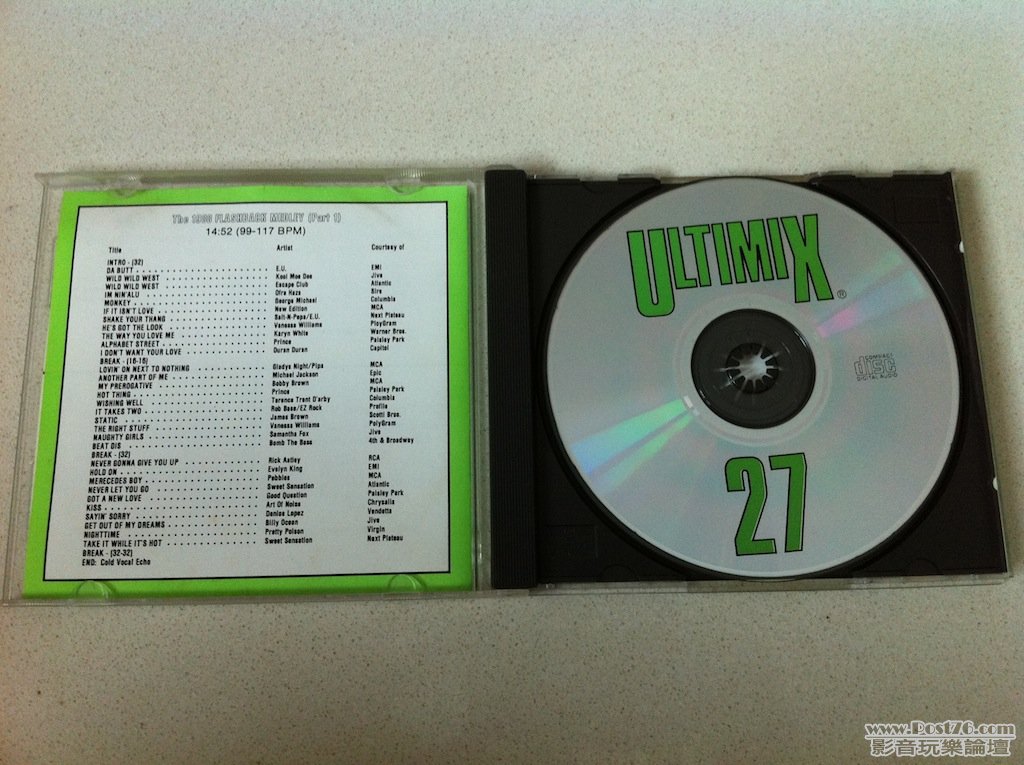 The 1988 FLASHBACK MEDLEY (Part 1)
14:52 (99-117 BPM)
Title Artist Courtesy of
INTRO - (32)
DA BUTT E.U. EMI
WILD WILD WEST Kool Moe Dee Jive
WILD WILD WEST Escape Club Atlantic
IM NIN'ALU Ofra Haza Sire
MONKEY George Michael Columbia
IF IT ISN'T LOVE New Edition MCA
SHAKE YOUR THANG Salt-N-Pepa/E.U. Next Plateau
HE'S GOT THE LOOK Vanessa Williams PloyGram
THE WAY YOU LOVE ME Karyn White Warner Bros.
ALPHABET STREET Prince Paisley Park
I DON'T WANT YOUR LOVE Duran Duran Capitol
BREAK - (16-16)
LOVIN' ON NEXT TO NOTHING Gladys Night/Pips MCA
ANOTHER PART OF ME Michael Jackson Epic
MY PREROGATIVE Bobby Brown MCA
HOT THING Prince Paisley Park
WISHING WELL Terence Trent D'arby Columbia
IT TAKES TWO Rob Base/EZ Rock Profile
STATIC James Brown Scotti Bros.
THE RIGHT STUFF Vanessa Williams PolyGram
NAUGHTY GIRLS Samantha Fox Jive
BEAT DIS Bomb The Bass 4th & Broadway
BREAK - (32)
NEVER GONNA GIVE YOU UP Rick Astley RCA
HOLD ON Evelyn King EMI
MERECEDES BOY Pebbles MCA
NEVER LET YOU GO Sweet Sensation Atlantic
GOT A NEW LOVE Good Question Paisley Park
KISS Art Of Noise Chrysalis
SAYIN' SORRY Denise Lopez Vendetta
GET OUT OF MY DREAMS Billy Ocean Jive
NIGHTTIME Pretty Poison Virgin
TAKE IT WHILE IT'S HOT Sweet Sensation Next Plateau
BREAK - (32-32)
END: Cold Vocal Echo
ULTIMIX ®
COMPACT
disc
DIGITAL AUDIO
27
www.Post76.com
影音玩樂論壇